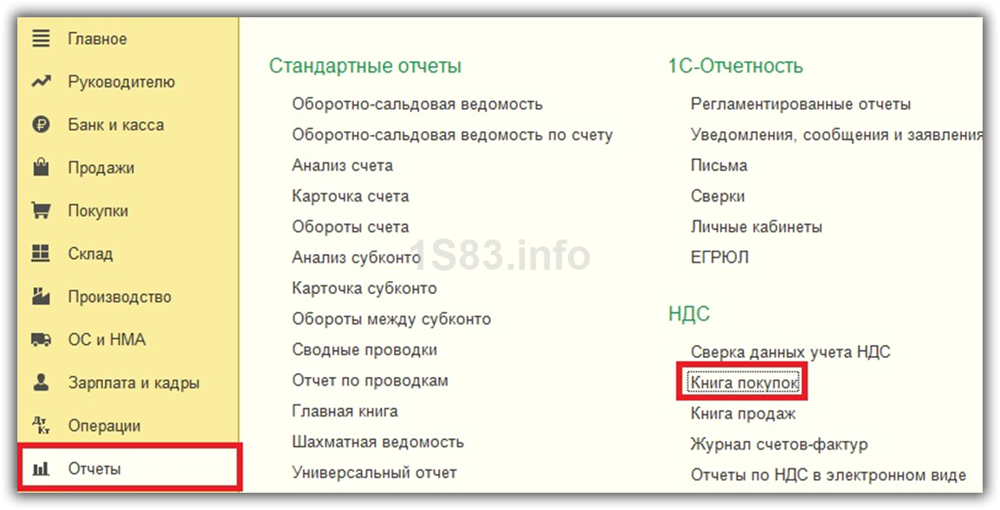 Главное
Руководителю
Банк и касса
Продажи
Покупки
Склад
Производство
ОС и НМА
Зарплата и кадры
Дт Кт Операции
Отчеты
Стандартные отчеты
Оборотно-сальдовая ведомость
Оборотно-сальдовая ведомость по счету
Анализ счета
Карточка счета
Обороты счета
Анализ субконто
Карточка субконто
Обороты между субконто
Сводные проводки
Отчет по проводкам
Главная книга
Шахматная ведомость
Универсальный отчет
1С-Отчетность
Регламентированные отчеты
Уведомления, сообщения и заявления
Письма
Сверки
Личные кабинеты
ЕГРЮЛ
НДС
Сверка данных учета НДС
Книга покупок
Книга продаж
Журнал счетов-фактур
Отчеты по НДС в электронном виде
1S83.info